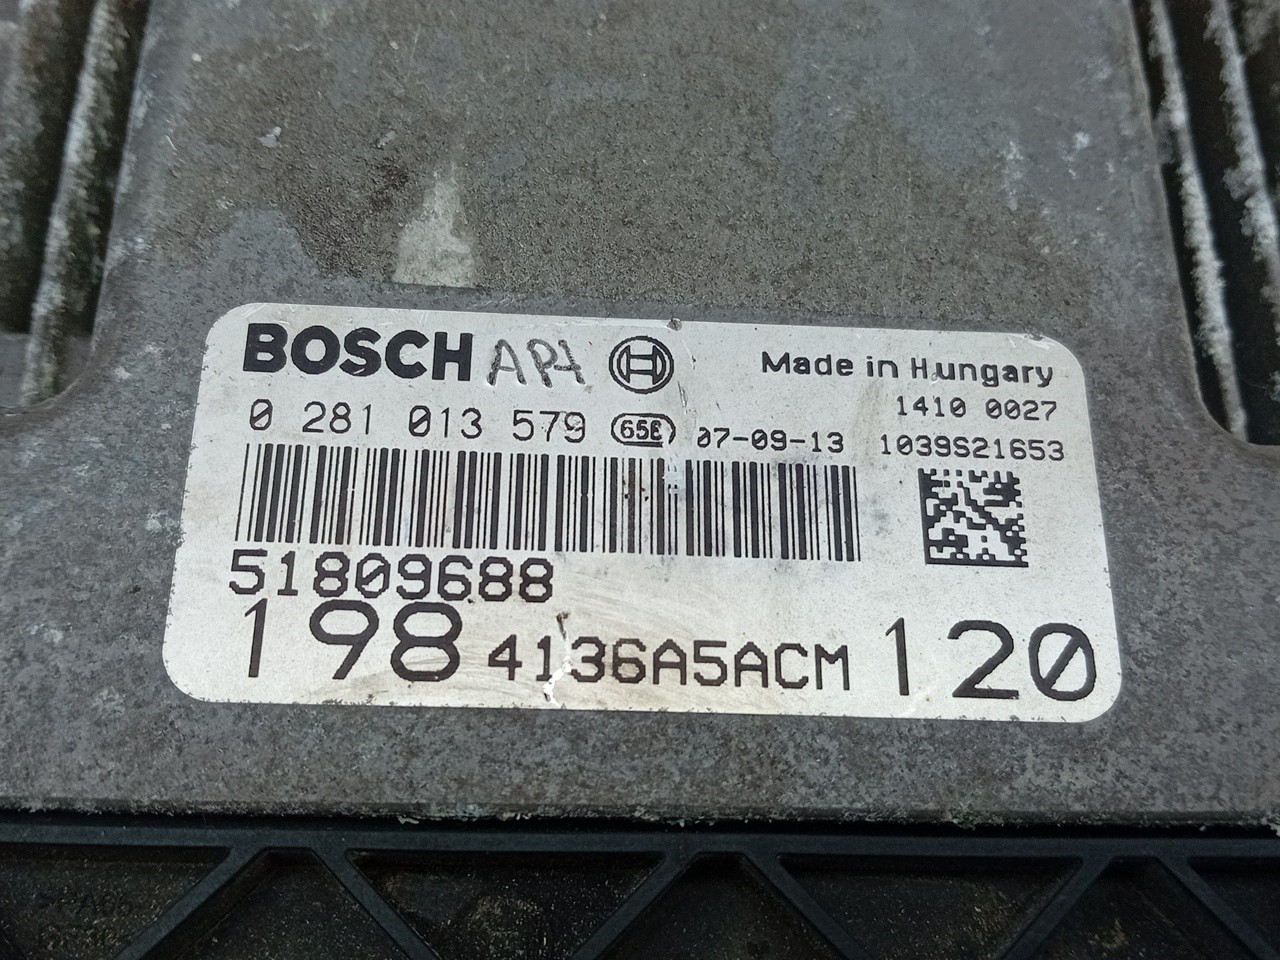 BOSCH APH Made in Hungary
1410 0027
0 281 013 579 65E 07-09-13 1039S21653
51809688
198 4136A5ACM 120